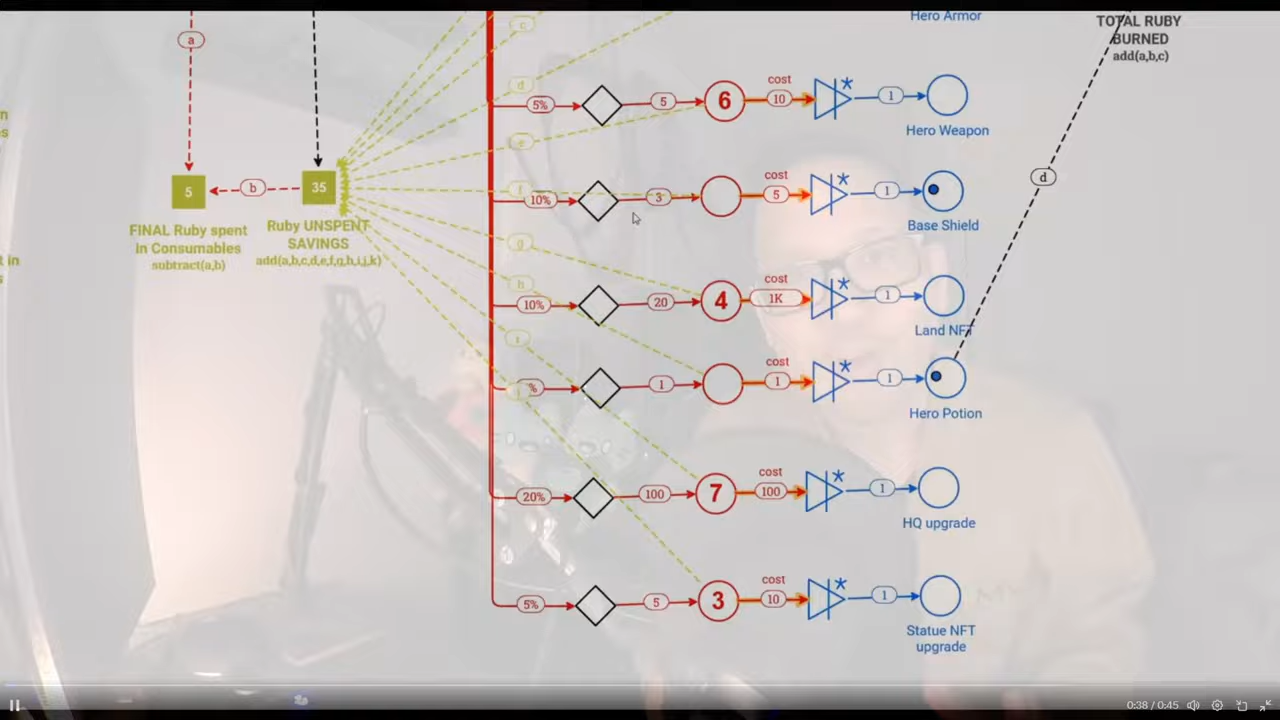 Hero Armor
TOTAL RUBY
BURNED
add(a,b,c)
a
c
d
5%
5
6
cost
10
*
1
Hero Weapon
e
d
5
b
35
f
10%
3
cost
5
*
1
Base Shield
FINAL Ruby spent
in Consumables
subtract(a,b)
Ruby UNSPENT
SAVINGS
add(a,b,c,d,e,f,g,h,i,j,k)
t in
g
h
10%
20
4
cost
1K
*
1
Land NFT
i
%
1
cost
1
*
1
Hero Potion
j
20%
100
7
cost
100
*
1
HQ upgrade
5%
5
3
cost
10
*
1
Statue NFT
upgrade
0:38 / 0:45